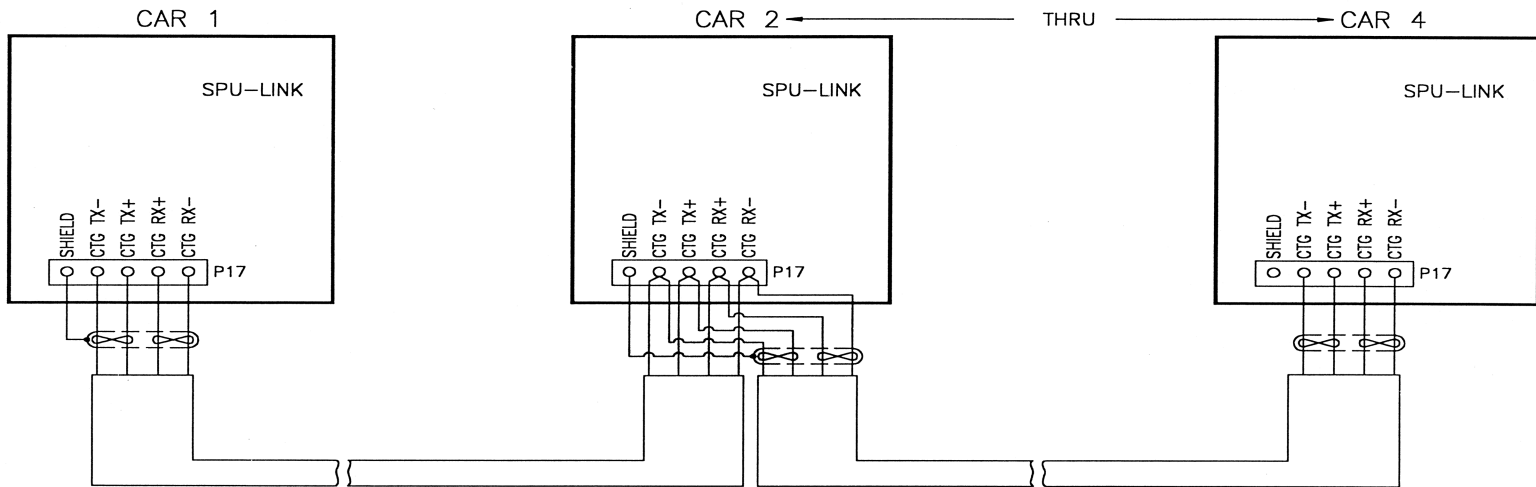 CAR 1
CAR 2 THRU CAR 4
SPU-LINK
SHIELD
CTG TX-
CTG TX+
CTG RX+
CTG RX-
P17
SPU-LINK
SHIELD
CTG TX-
CTG TX+
CTG RX+
CTG RX-
P17
SPU-LINK
SHIELD
CTG TX-
CTG TX+
CTG RX+
CTG RX-
P17